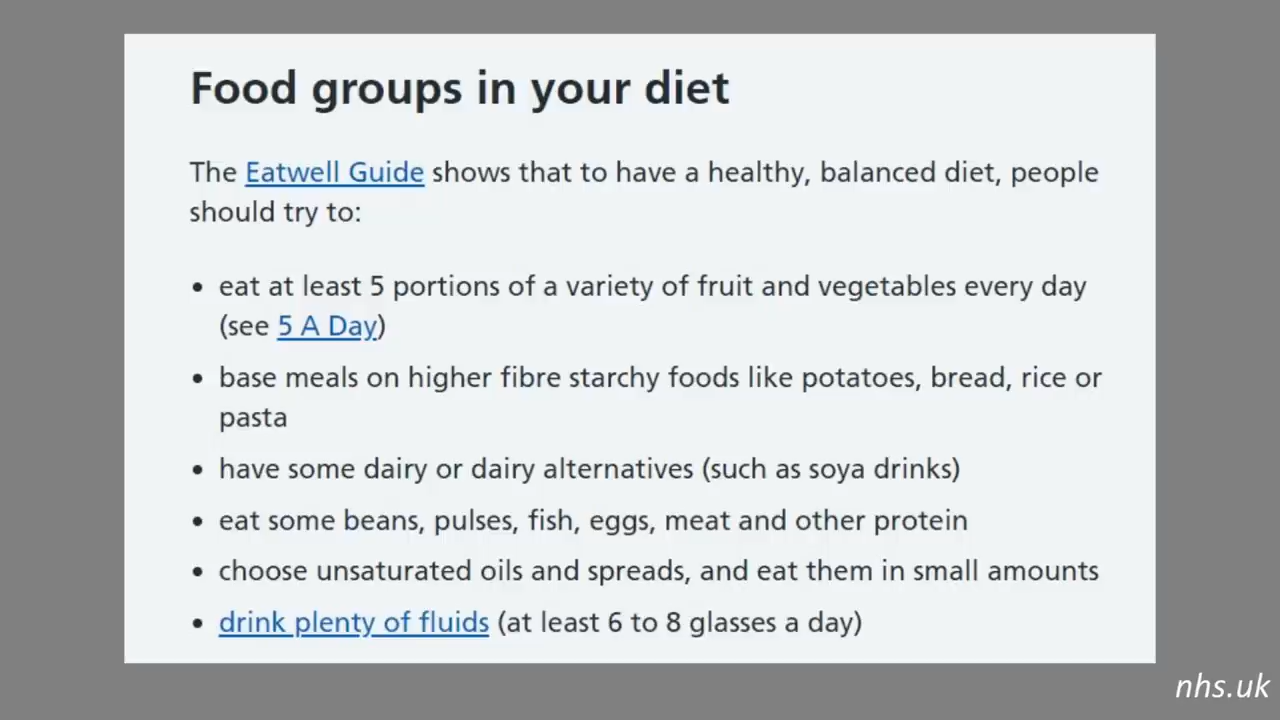 Food groups in your diet
The Eatwell Guide shows that to have a healthy, balanced diet, people
should try to:
• eat at least 5 portions of a variety of fruit and vegetables every day
(see 5 A Day)
• base meals on higher fibre starchy foods like potatoes, bread, rice or
pasta
• have some dairy or dairy alternatives (such as soya drinks)
• eat some beans, pulses, fish, eggs, meat and other protein
• choose unsaturated oils and spreads, and eat them in small amounts
• drink plenty of fluids (at least 6 to 8 glasses a day)
nhs.uk